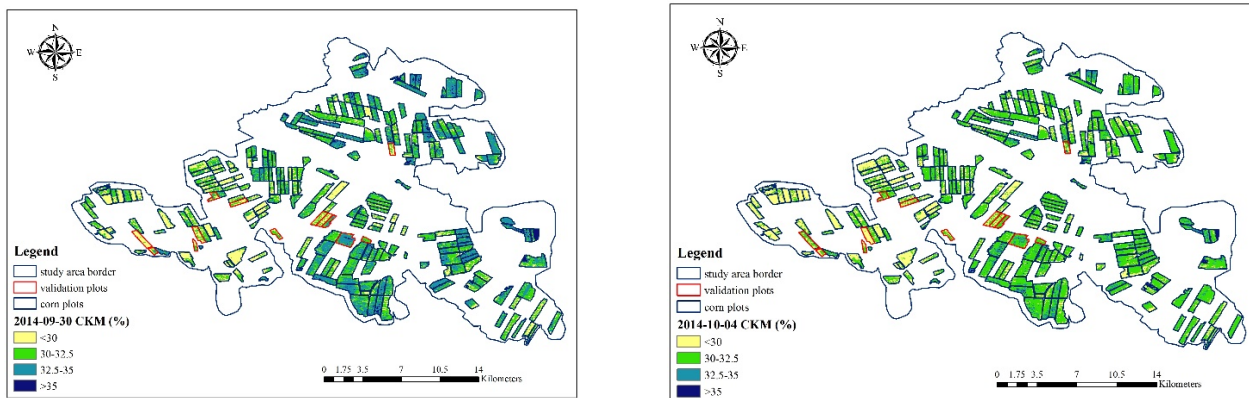 N
W E
S
Legend
study area border
validation plots
corn plots
2014-09-30 CKM (%)
<30
30-32.5
32.5-35
>35
0 1.75 3.5 7 10.5 14
Kilometers
N
W E
S
Legend
study area border
validation plots
corn plots
2014-10-04 CKM (%)
<30
30-32.5
32.5-35
>35
0 1.75 3.5 7 10.5 14
Kilometers